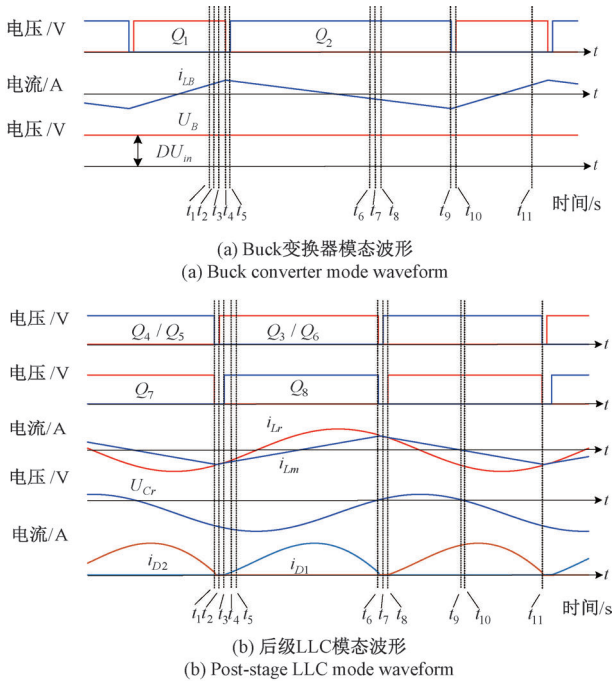 电压/V
Q1
Q2
t
电流/A
iLB
t
电压/V
UB
DUin
t
t1 t2 t3 t4 t5 t6 t7 t8 t9 t10 t11
时间/s
(a) Buck变换器模态波形
(a) Buck converter mode waveform
电压/V
Q4 / Q5
Q3 / Q6
t
电压/V
Q7
Q8
t
电流/A
iLr
iLm
t
电压/V
UCr
t
电流/A
iD2
iD1
t
t1 t2 t3 t4 t5 t6 t7 t8 t9 t10 t11
时间/s
(b) 后级LLC模态波形
(b) Post-stage LLC mode waveform